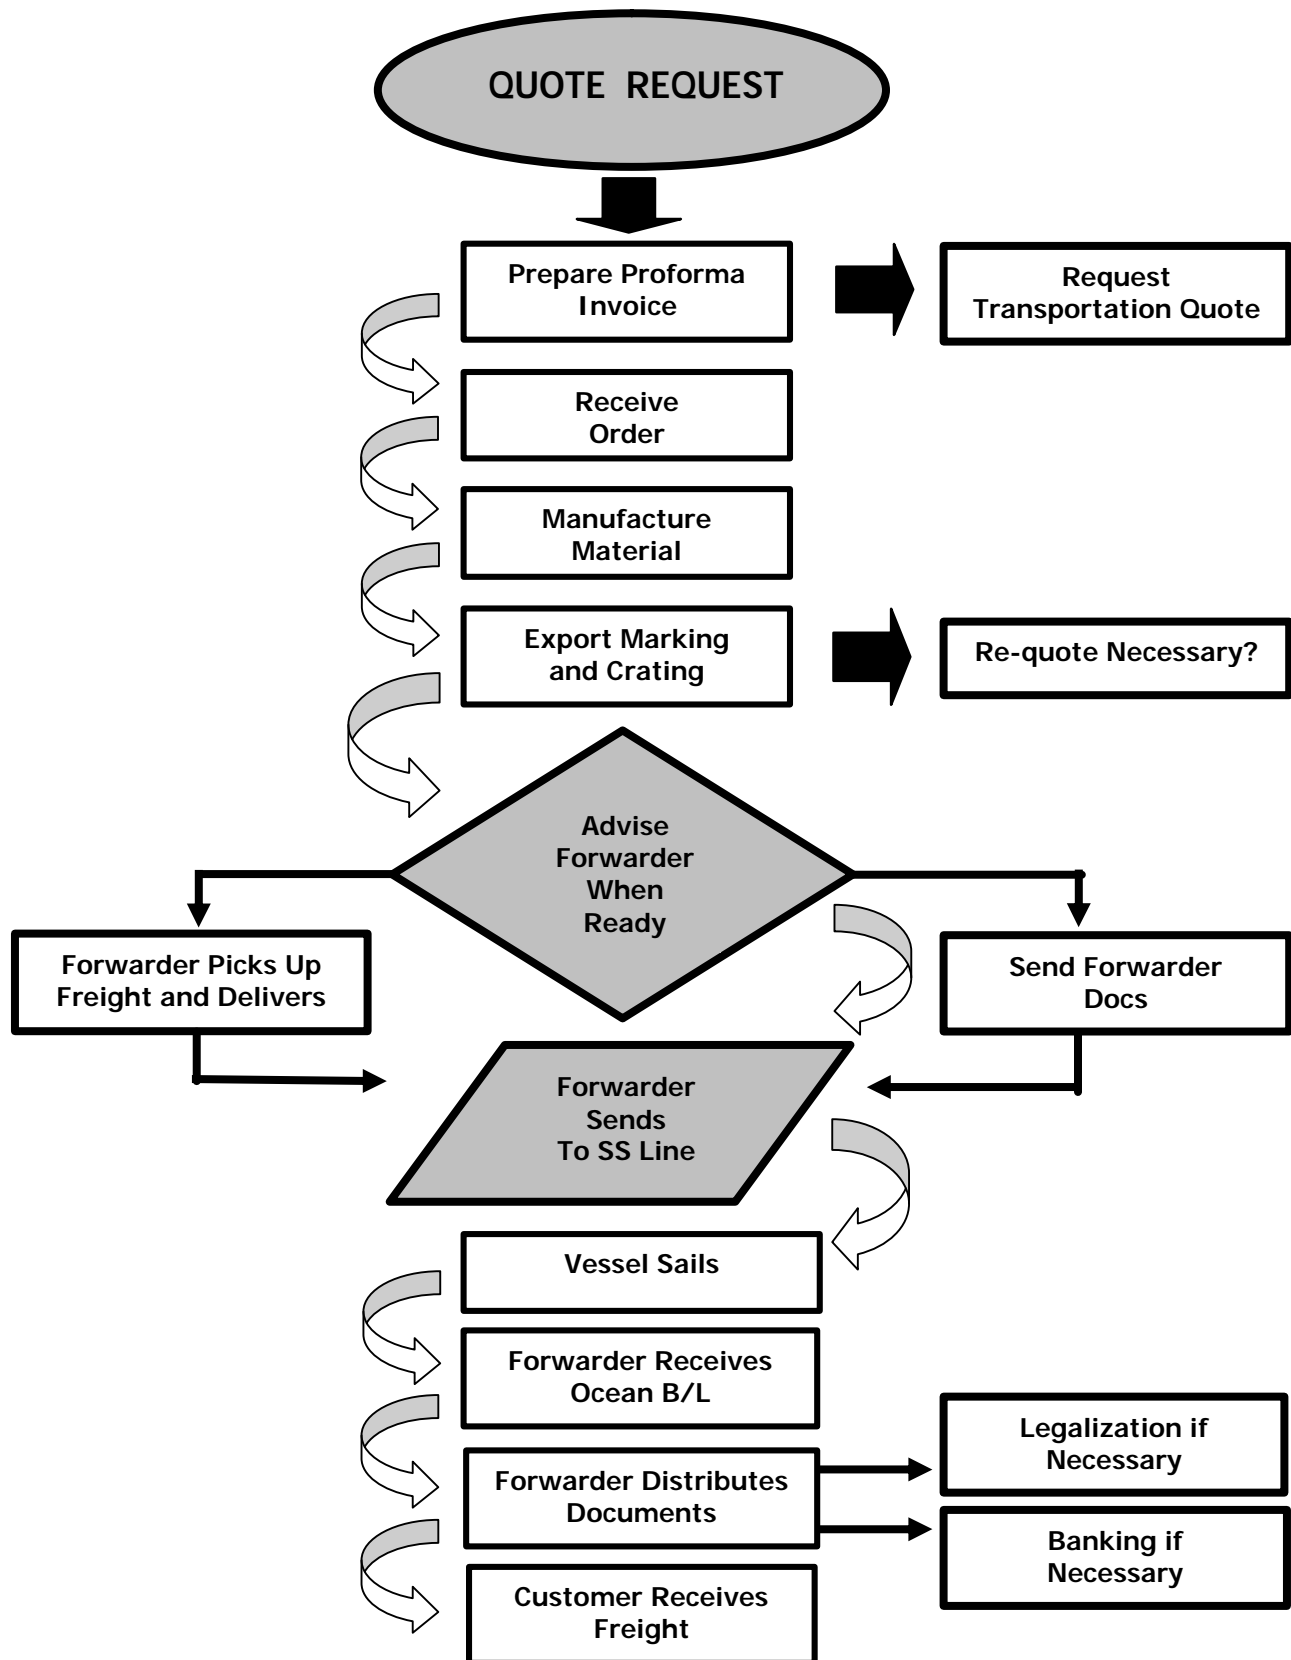 QUOTE REQUEST
Prepare Proforma
Invoice
Request
Transportation Quote
Receive
Order
Manufacture
Material
Export Marking
and Crating
Re-quote Necessary?
Advise
Forwarder
When
Ready
Forwarder Picks Up
Freight and Delivers
Send Forwarder
Docs
Forwarder
Sends
To SS Line
Vessel Sails
Forwarder Receives
Ocean B/L
Forwarder Distributes
Documents
Legalization if
Necessary
Banking if
Necessary
Customer Receives
Freight